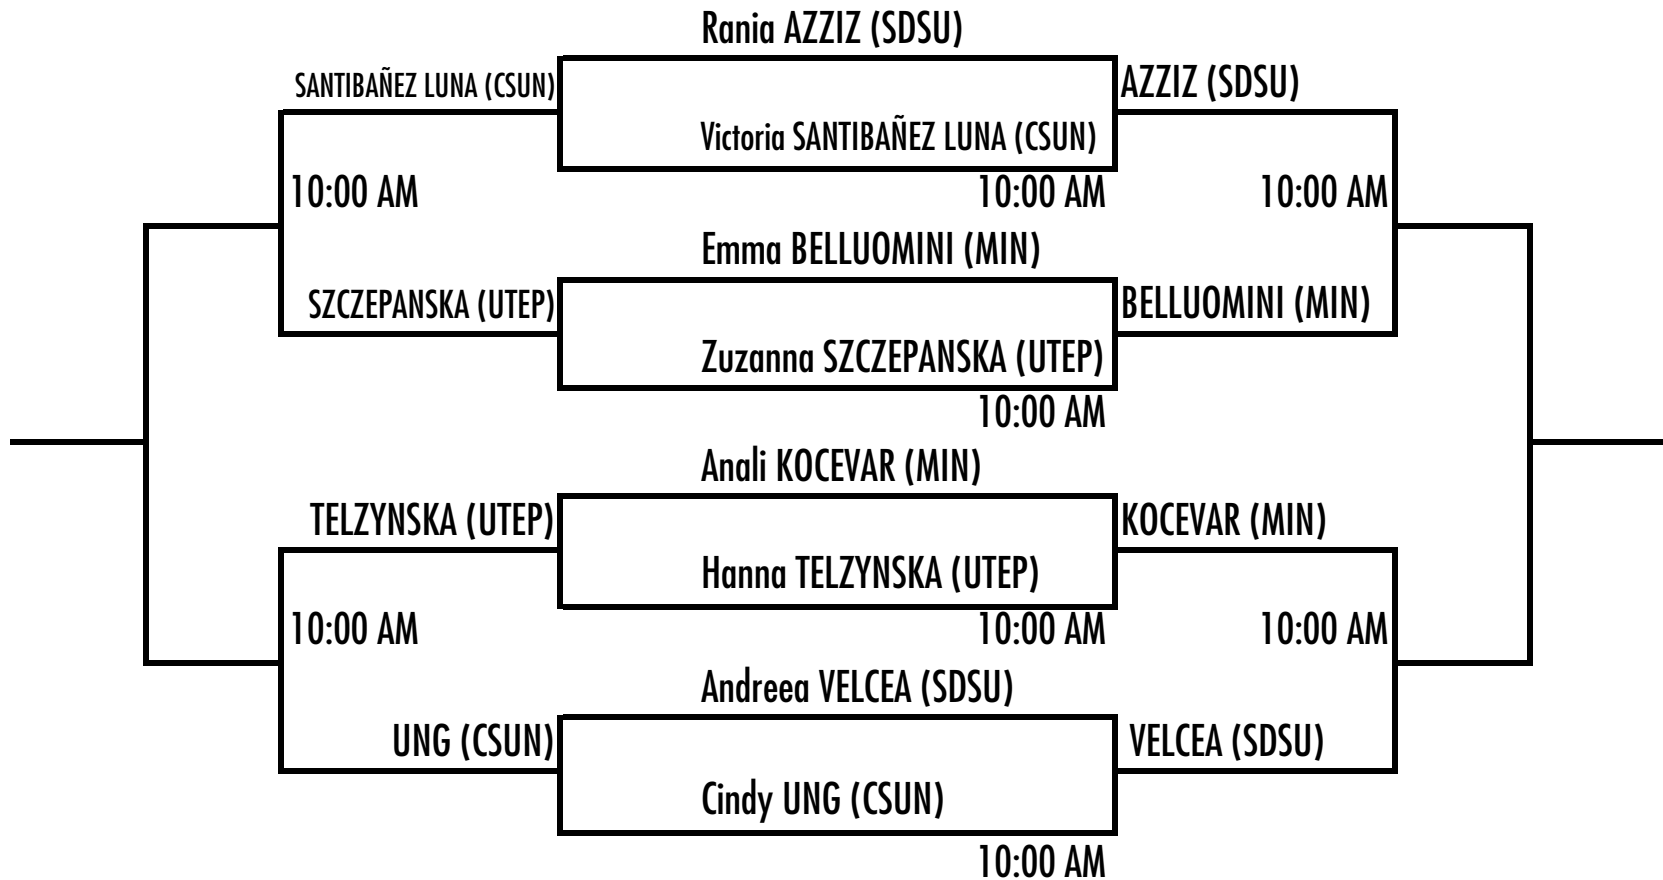 Rania AZZIZ (SDSU)
SANTIBAÑEZ LUNA (CSUN)
AZZIZ (SDSU)
Victoria SANTIBAÑEZ LUNA (CSUN)
10:00 AM
10:00 AM
10:00 AM
Emma BELLUOMINI (MIN)
SZCZEPANSKA (UTEP)
BELLUOMINI (MIN)
Zuzanna SZCZEPANSKA (UTEP)
10:00 AM
Anali KOCEVAR (MIN)
TELZYNSKA (UTEP)
KOCEVAR (MIN)
Hanna TELZYNSKA (UTEP)
10:00 AM
10:00 AM
10:00 AM
Andreea VELCEA (SDSU)
UNG (CSUN)
VELCEA (SDSU)
Cindy UNG (CSUN)
10:00 AM